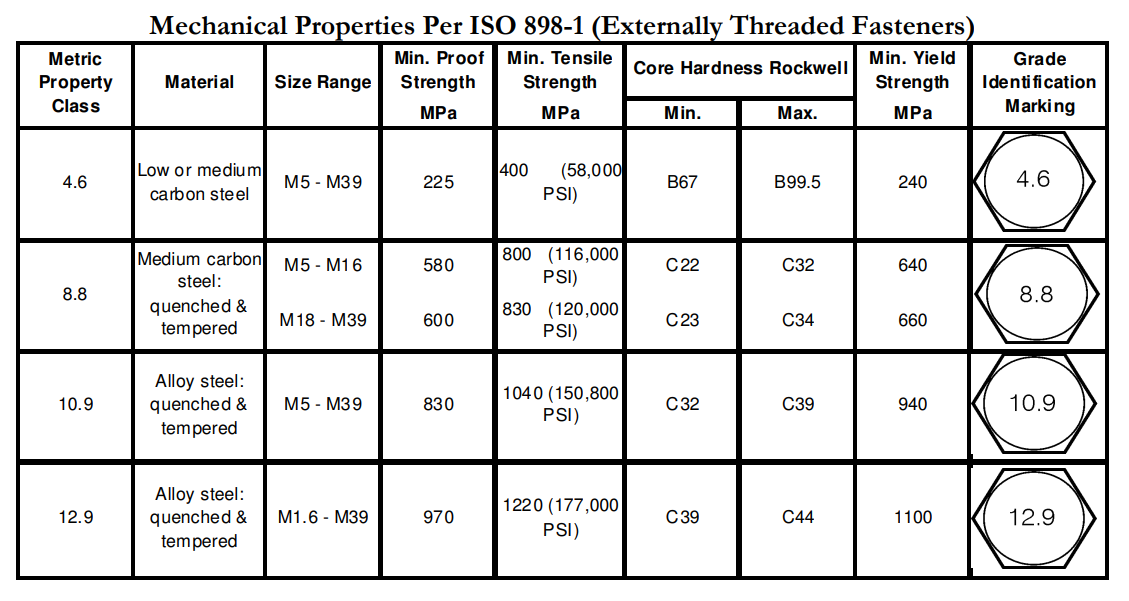 Mechanical Properties Per ISO 898-1 (Externally Threaded Fasteners)
Metric
Property
Class
Material
Size Range
Min. Proof
Strength
MPa
Min. Tensile
Strength
MPa
Core Hardness Rockwell
Min.
Max.
Min. Yield
Strength
MPa
Grade
Identification
Marking
4.6
Low or medium
carbon steel
M5 - M39
225
400 (58,000
PSI)
B67
B99.5
240
4.6
8.8
Medium carbon
steel:
quenched &
tempered
M5 - M16
580
800 (116,000
PSI)
C22
C32
640
M18 - M39
600
830 (120,000
PSI)
C23
C34
660
8.8
10.9
Alloy steel:
quenched &
tempered
M5 - M39
830
1040 (150,800
PSI)
C32
C39
940
10.9
12.9
Alloy steel:
quenched &
tempered
M1.6 - M39
970
1220 (177,000
PSI)
C39
C44
1100
12.9